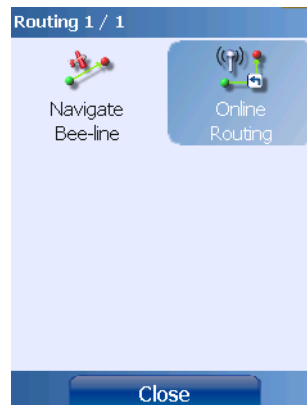 Routing 1 / 1
Navigate
Bee-line
Online
Routing
Close